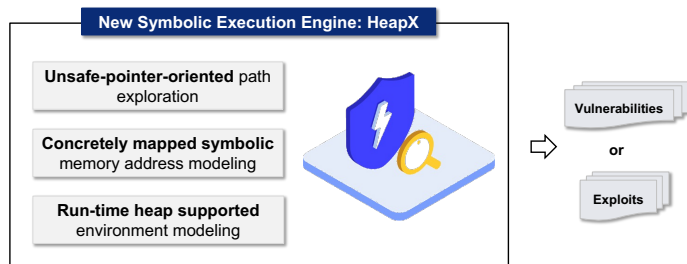 New Symbolic Execution Engine: HeapX
Unsafe-pointer-oriented path
exploration
Concretely mapped symbolic
memory address modeling
Run-time heap supported
environment modeling
Vulnerabilities
or
Exploits